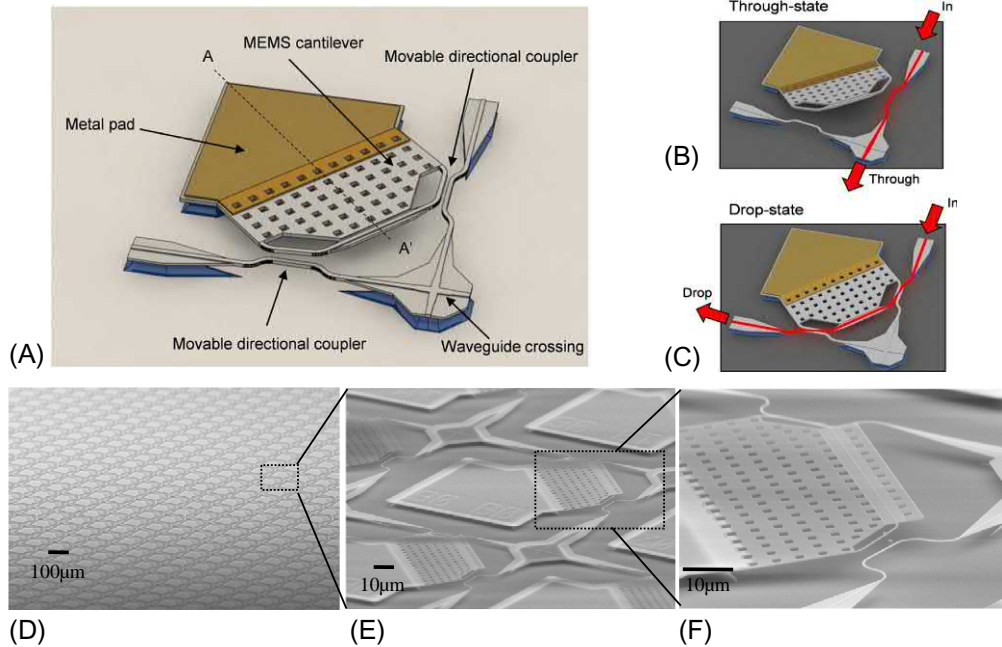 A
MEMS cantilever
Movable directional coupler
Metal pad
A'
Movable directional coupler
Waveguide crossing
(A)
Through-state
In
Through
(B)
Drop-state
In
Drop
(C)
100μm
(D)
10μm
(E)
10μm
(F)